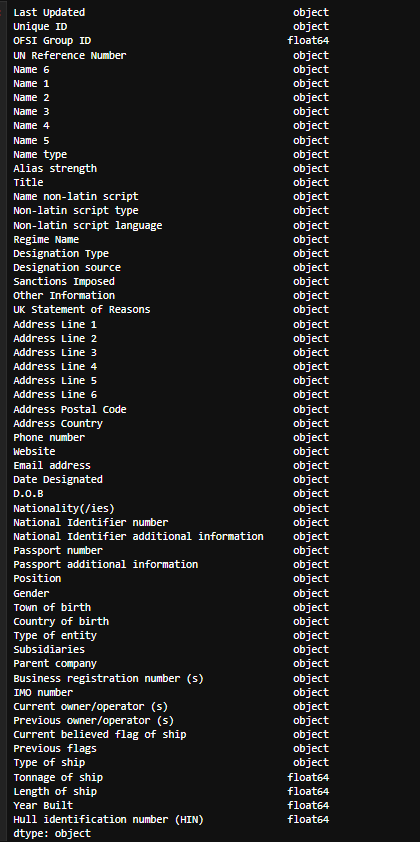 Last Updated object
Unique ID object
OFSI Group ID float64
UN Reference Number object
Name 6 object
Name 1 object
Name 2 object
Name 3 object
Name 4 object
Name 5 object
Name type object
Alias strength object
Title object
Name non-latin script object
Non-latin script type object
Non-latin script language object
Regime Name object
Designation Type object
Designation source object
Sanctions Imposed object
Other Information object
UK Statement of Reasons object
Address Line 1 object
Address Line 2 object
Address Line 3 object
Address Line 4 object
Address Line 5 object
Address Line 6 object
Address Postal Code object
Address Country object
Phone number object
Website object
Email address object
Date Designated object
D.O.B object
Nationality(/ies) object
National Identifier number object
National Identifier additional information object
Passport number object
Passport additional information object
Position object
Gender object
Town of birth object
Country of birth object
Type of entity object
Subsidiaries object
Parent company object
Business registration number (s) object
IMO number object
Current owner/operator (s) object
Previous owner/operator (s) object
Current believed flag of ship object
Previous flags object
Type of ship object
Tonnage of ship float64
Length of ship float64
Year Built float64
Hull identification number (HIN) float64
dtype: object